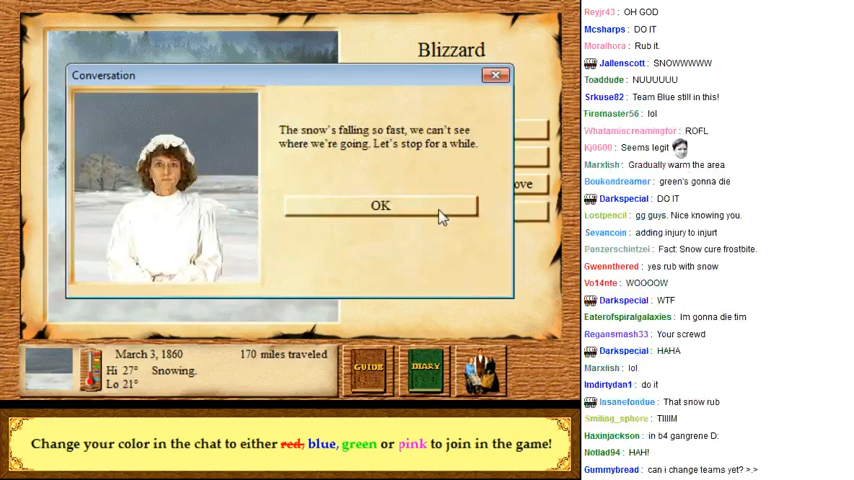 Blizzard
Conversation
The snow's falling so fast, we can't see
where we're going. Let's stop for a while.
OK
ove
March 3, 1860
170 miles traveled
Hi 27° Snowing.
Lo 21°
GUIDE
DIARY
Change your color in the chat to either red, blue, green or pink to join in the game!
Reyjr43 : OH GOD
Mcsharps : DO IT
Moralhora : Rub it.
Jallenscott : SNOWWWWW
Toaddude : NUUUUUU
Srkuse82 : Team Blue still in this!
Firemaster56 : lol
Whatamiscreamingfor : ROFL
Kj0600 : Seems legit
Marxlish : Gradually warm the area
Boukondreamer : green's gonna die
Darkspecial : DO IT
Lostpencil : gg guys. Nice knowing you.
Sevancoin : adding injury to injurt
Panzerschintzei : Fact: Snow cure frostbite.
Gwennthered : yes rub with snow
Vo14nte : WOOOOW
Darkspecial : WTF
Eaterofspiralgalaxies : Im gonna die tim
Regansmash33 : Your screwd
Darkspecial : HAHA
Marxlish : lol
Imdirtydan1 : do it
Insanefondue : That snow rub
Smiling_sphere : TIIIIM
Haxinjackson : in b4 gangrene D:
Notlad94 : HAH!
Gummybread : can i change teams yet? >.>